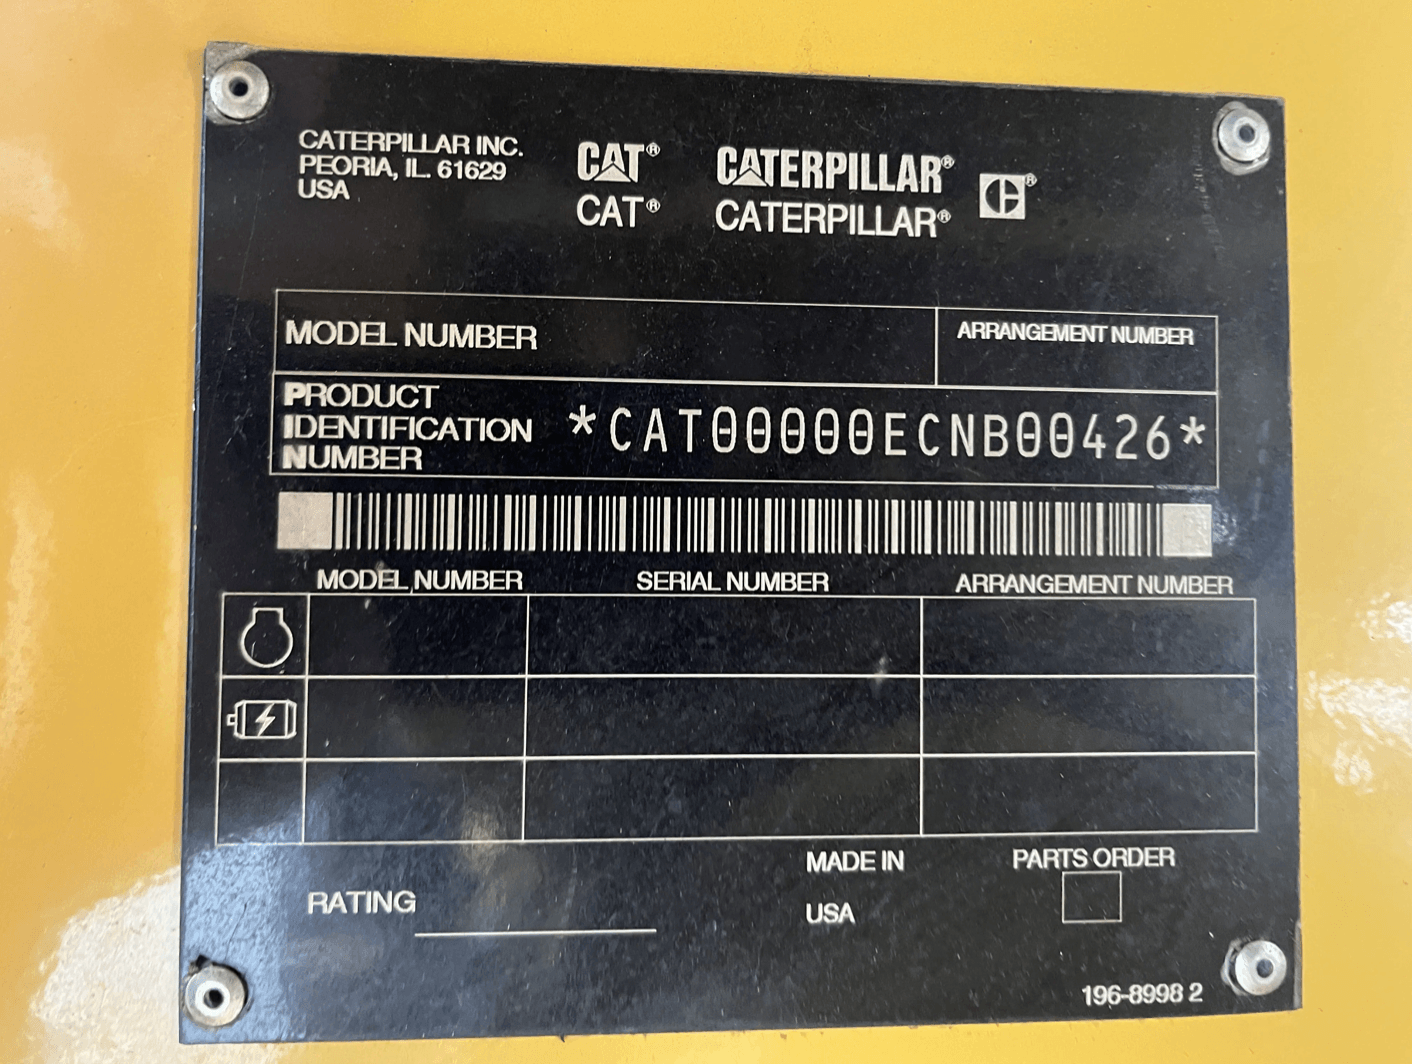 CATERPILLAR INC.
PEORIA, IL. 61629
USA
CAT®
CAT®
CATERPILLAR®
CATERPILLAR®
C®
MODEL NUMBER
ARRANGEMENT NUMBER
PRODUCT
IDENTIFICATION
NUMBER
*CAT00000ECNB00426*
MODEL NUMBER SERIAL NUMBER ARRANGEMENT NUMBER
RATING
MADE IN
USA
PARTS ORDER
196-8998 2